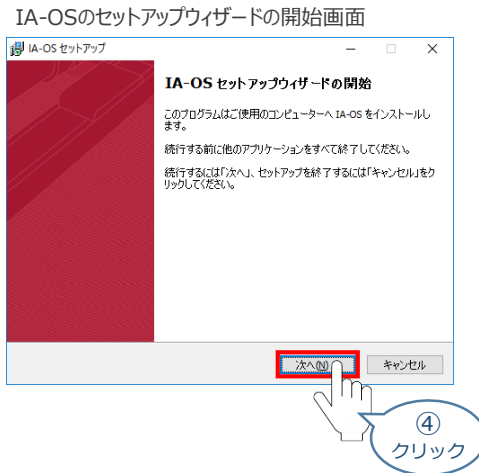 IA-OSのセットアップウィザードの開始画面
IA-OS セットアップ
IA-OS セットアップウィザードの開始
このプログラムはご使用のコンピューターへ IA-OS をインストールし
ます。
続行する前に他のアプリケーションをすべて終了してください。
続行するには「次へ」、セットアップを終了するには「キャンセル」をク
リックしてください。
次へ(N)
キャンセル
④
クリック